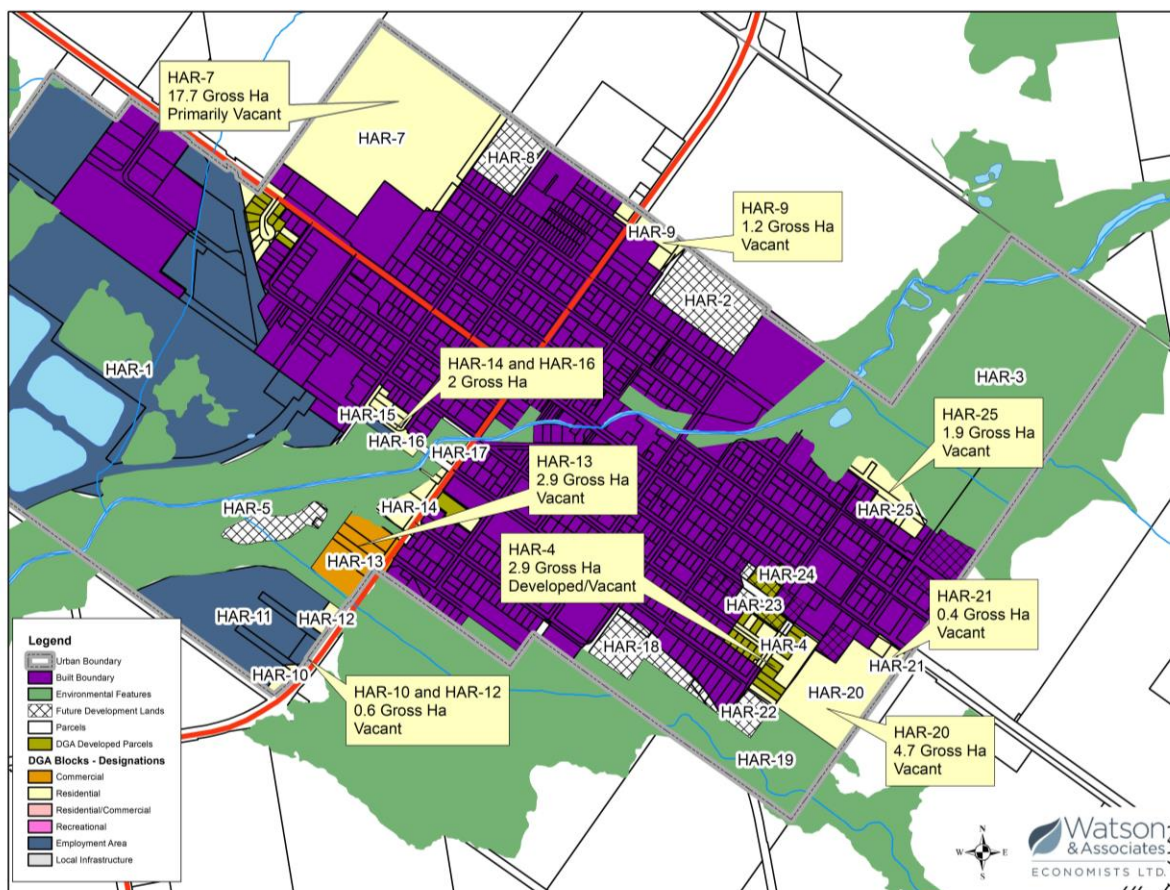 HAR-7
17.7 Gross Ha
Primarily Vacant
HAR-7
HAR-8
HAR-9
HAR-9
1.2 Gross Ha
Vacant
HAR-2
HAR-1
HAR-14 and HAR-16
2 Gross Ha
HAR-3
HAR-15
HAR-16
HAR-17
HAR-25
1.9 Gross Ha
Vacant
HAR-13
2.9 Gross Ha
Vacant
HAR-5
HAR-14
HAR-25
HAR-13
HAR-4
2.9 Gross Ha
Developed/Vacant
HAR-24
HAR-23
HAR-21
0.4 Gross Ha
Vacant
HAR-11
HAR-12
HAR-18
HAR-4
HAR-21
HAR-10
HAR-20
HAR-22
HAR-10 and HAR-12
0.6 Gross Ha
Vacant
HAR-20
4.7 Gross Ha
Vacant
HAR-19
Legend
Urban Boundary
Built Boundary
Environmental Features
Future Development Lands
Parcels
DGA Developed Parcels
DGA Blocks - Designations
Commercial
Residential
Residential/Commercial
Recreational
Employment Area
Local Infrastructure
N
W E
S
Watson
& Associates
ECONOMISTS LTD.